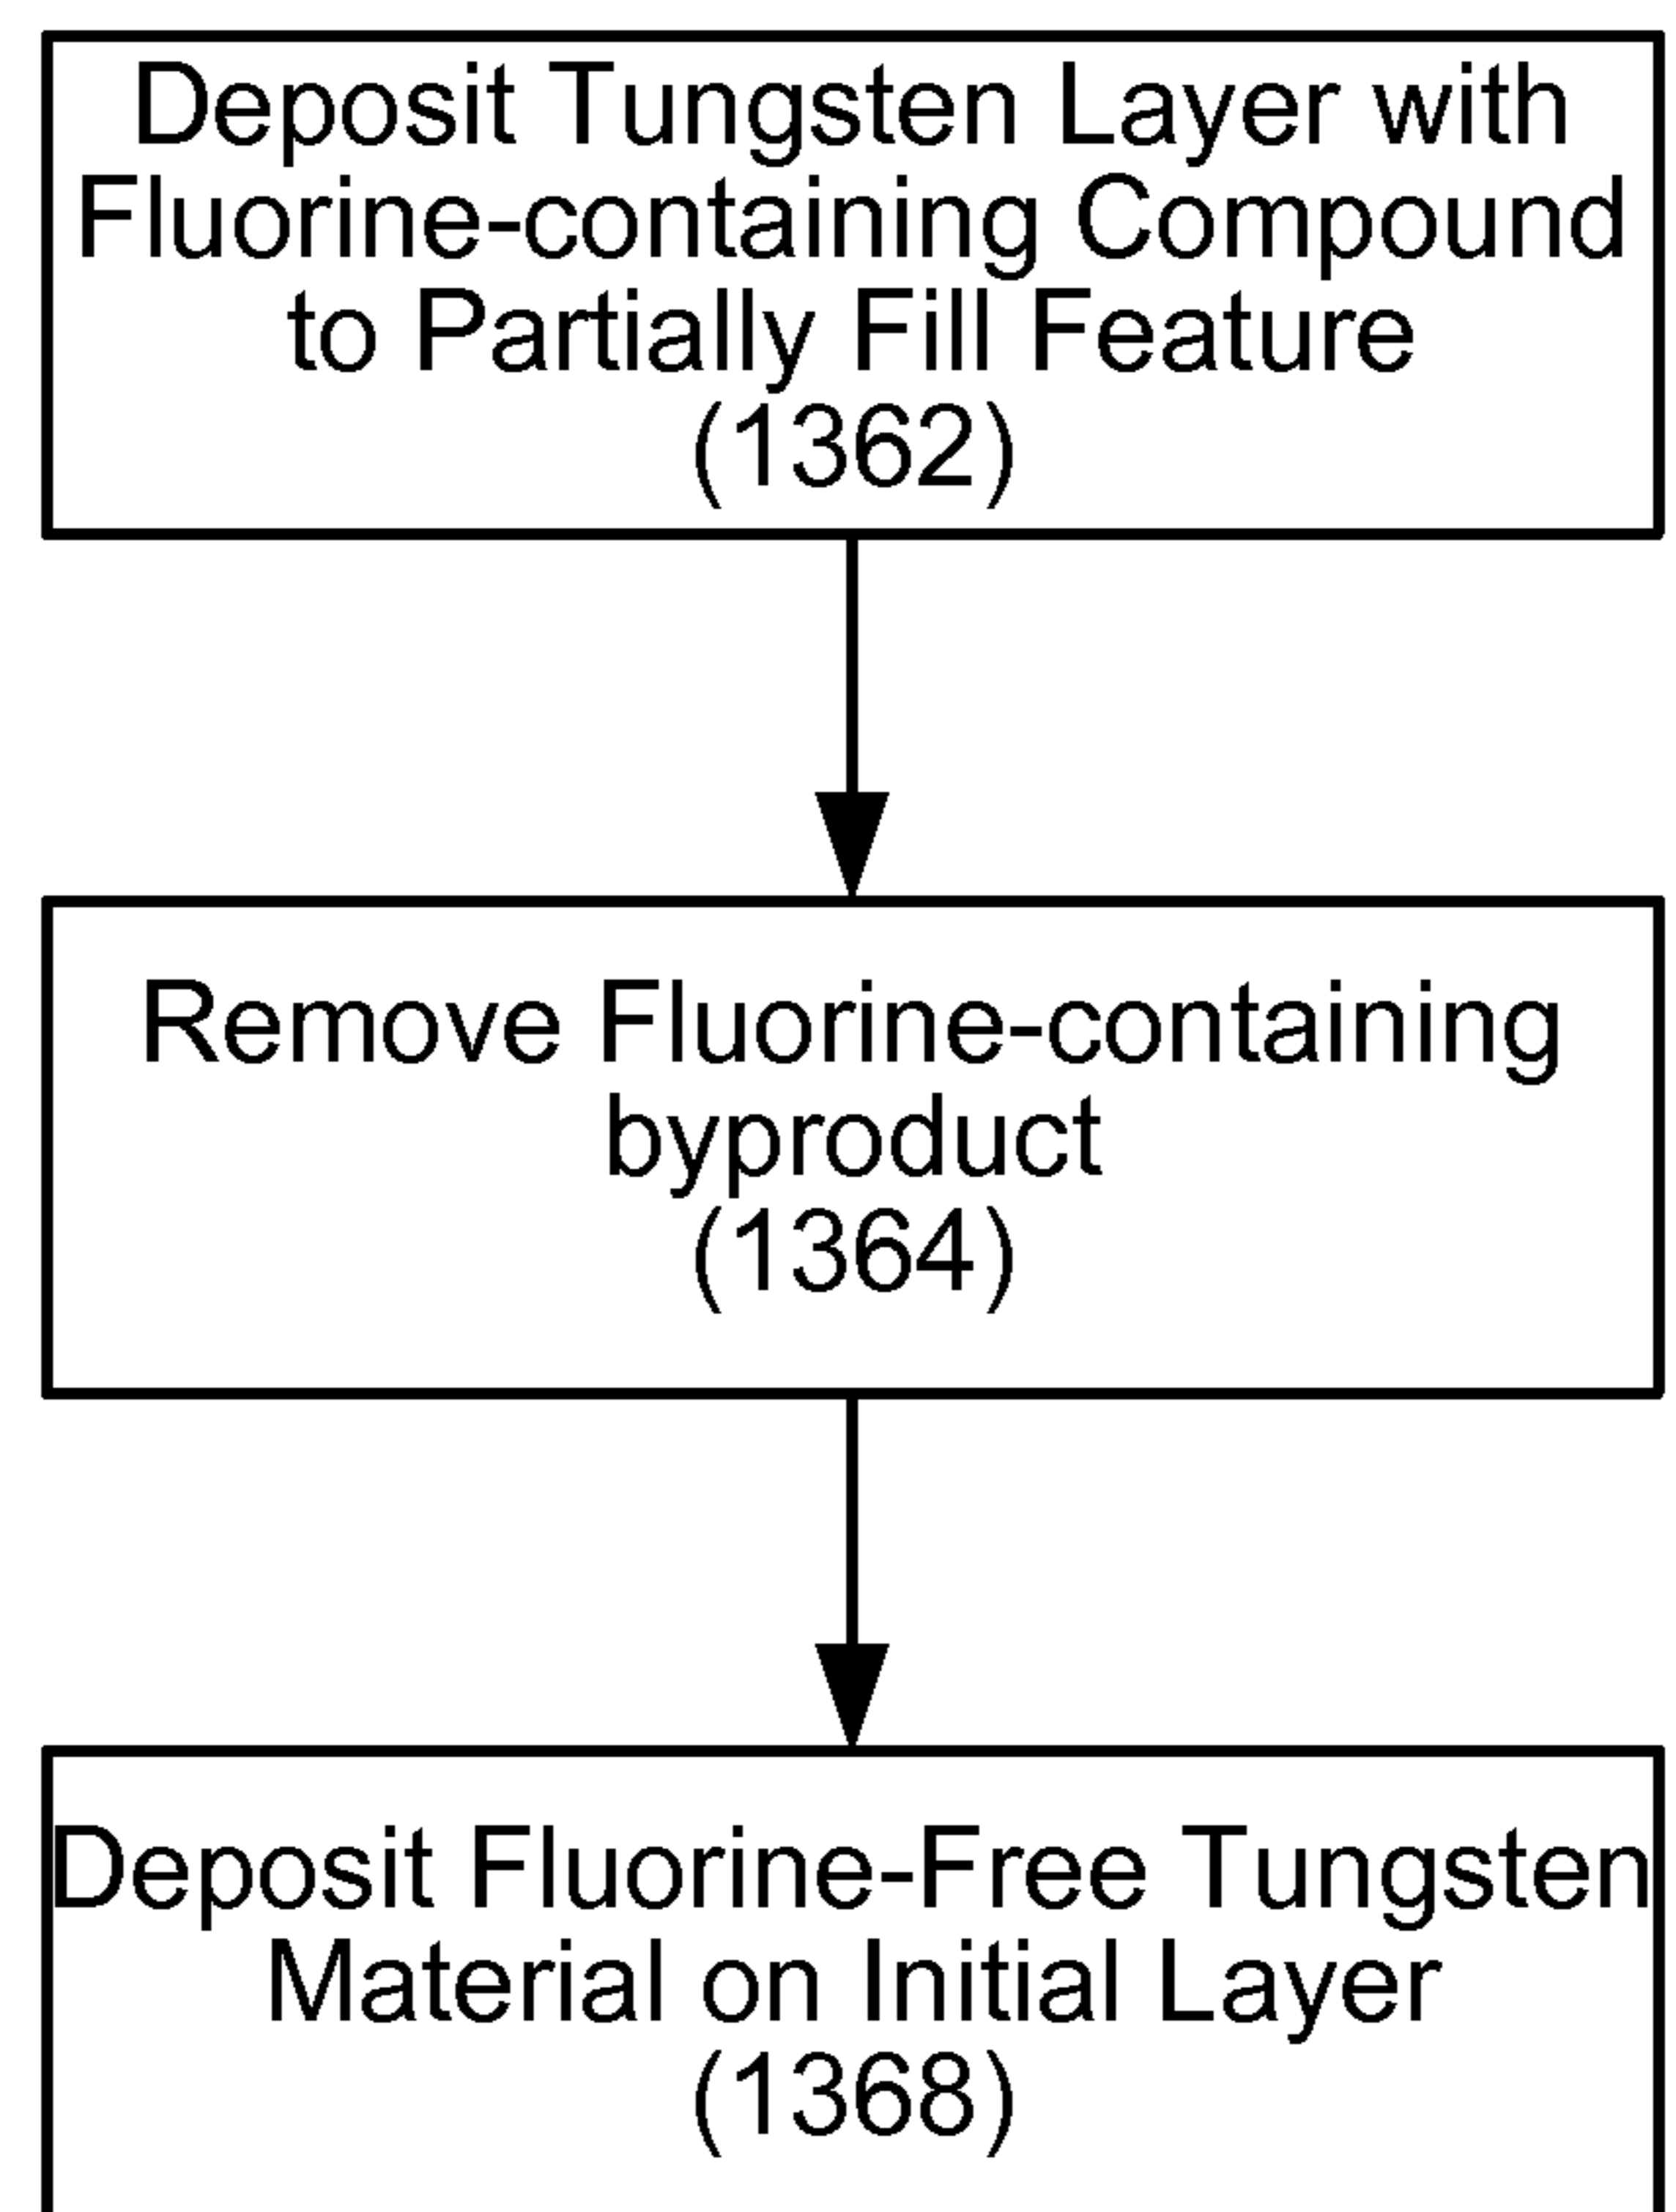 Deposit Tungsten Layer with
Fluorine-containing Compound
to Partially Fill Feature
(1362)
Remove Fluorine-containing
byproduct
(1364)
Deposit Fluorine-Free Tungsten
Material on Initial Layer
(1368)